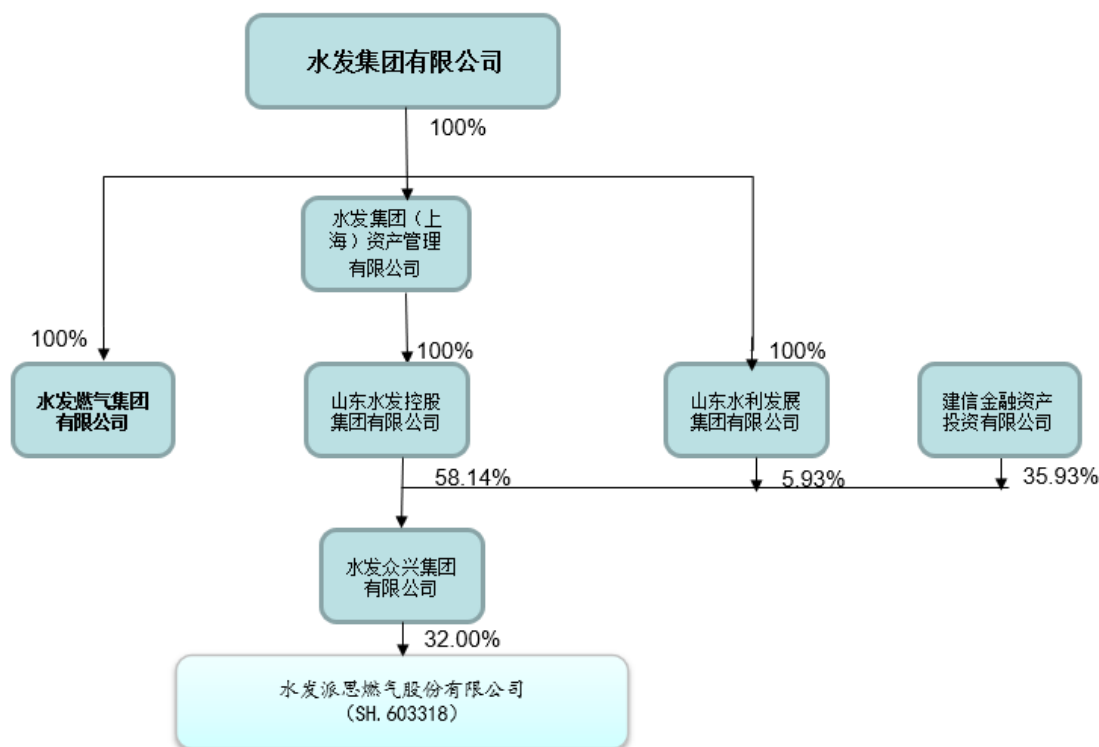 水发集团有限公司
100%
水发集团（上
海）资产管理
有限公司
100%
100%
100%
水发燃气集团
有限公司
山东水发控股
集团有限公司
山东水利发展
集团有限公司
建信金融资产
投资有限公司
58.14%
5.93%
35.93%
水发众兴集团
有限公司
32.00%
水发派思燃气股份有限公司
（SH.603318）